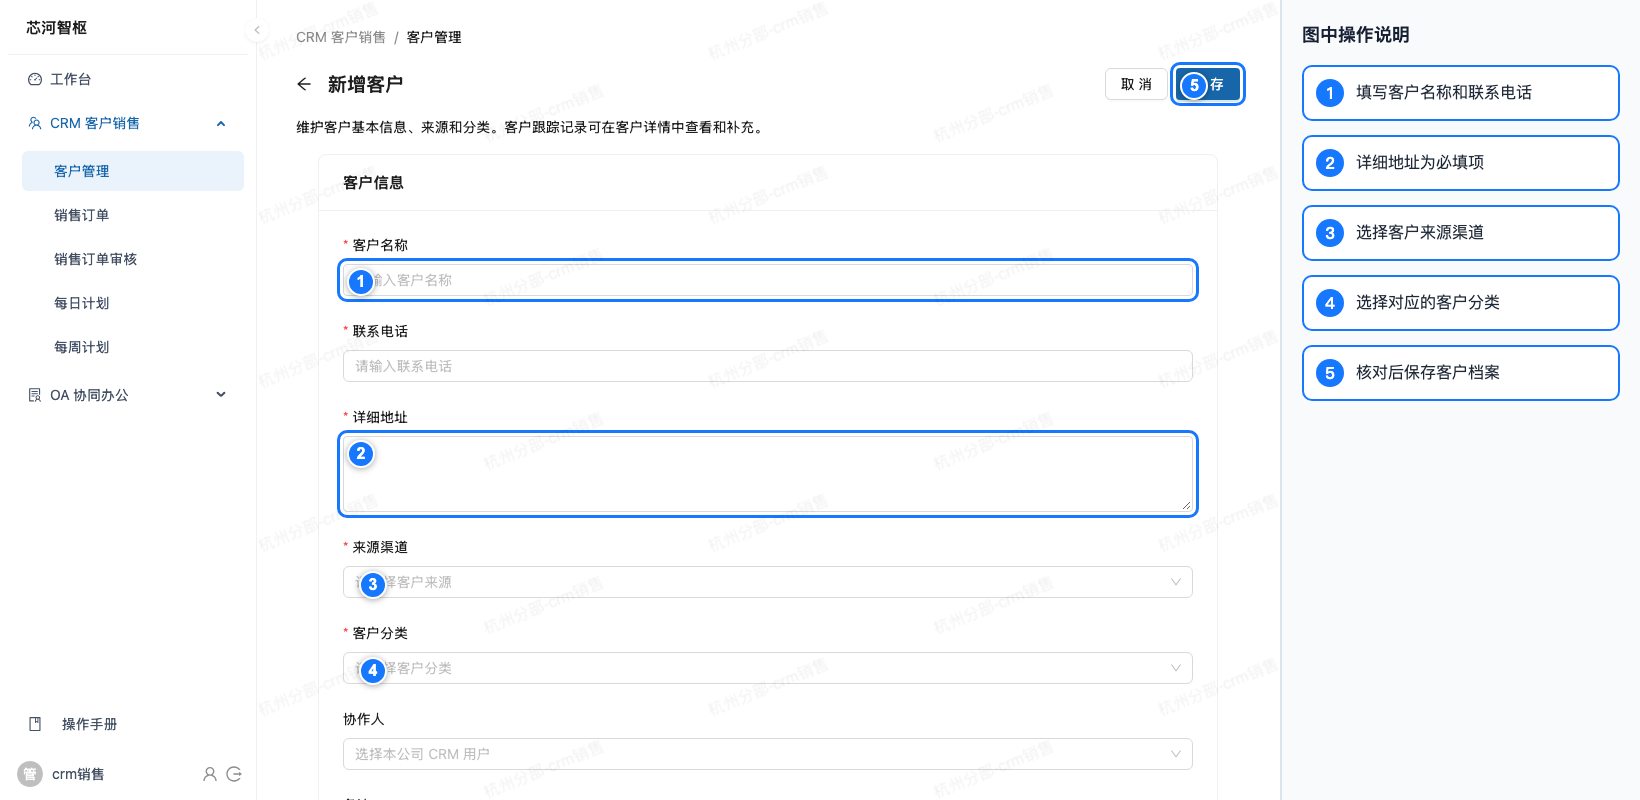 芯河智枢
工作台
CRM 客户销售
客户管理
销售订单
销售订单审核
每日计划
每周计划
OA 协同办公
操作手册
管 crm销售
CRM 客户销售 / 客户管理
新增客户
取 消
5 存
维护客户基本信息、来源和分类。客户跟踪记录可在客户详情中查看和补充。
客户信息
* 客户名称
1 输入客户名称
* 联系电话
请输入联系电话
* 详细地址
2
* 来源渠道
3 择客户来源
* 客户分类
4 择客户分类
协作人
选择本公司 CRM 用户
图中操作说明
1 填写客户名称和联系电话
2 详细地址为必填项
3 选择客户来源渠道
4 选择对应的客户分类
5 核对后保存客户档案
杭州分部-crm销售